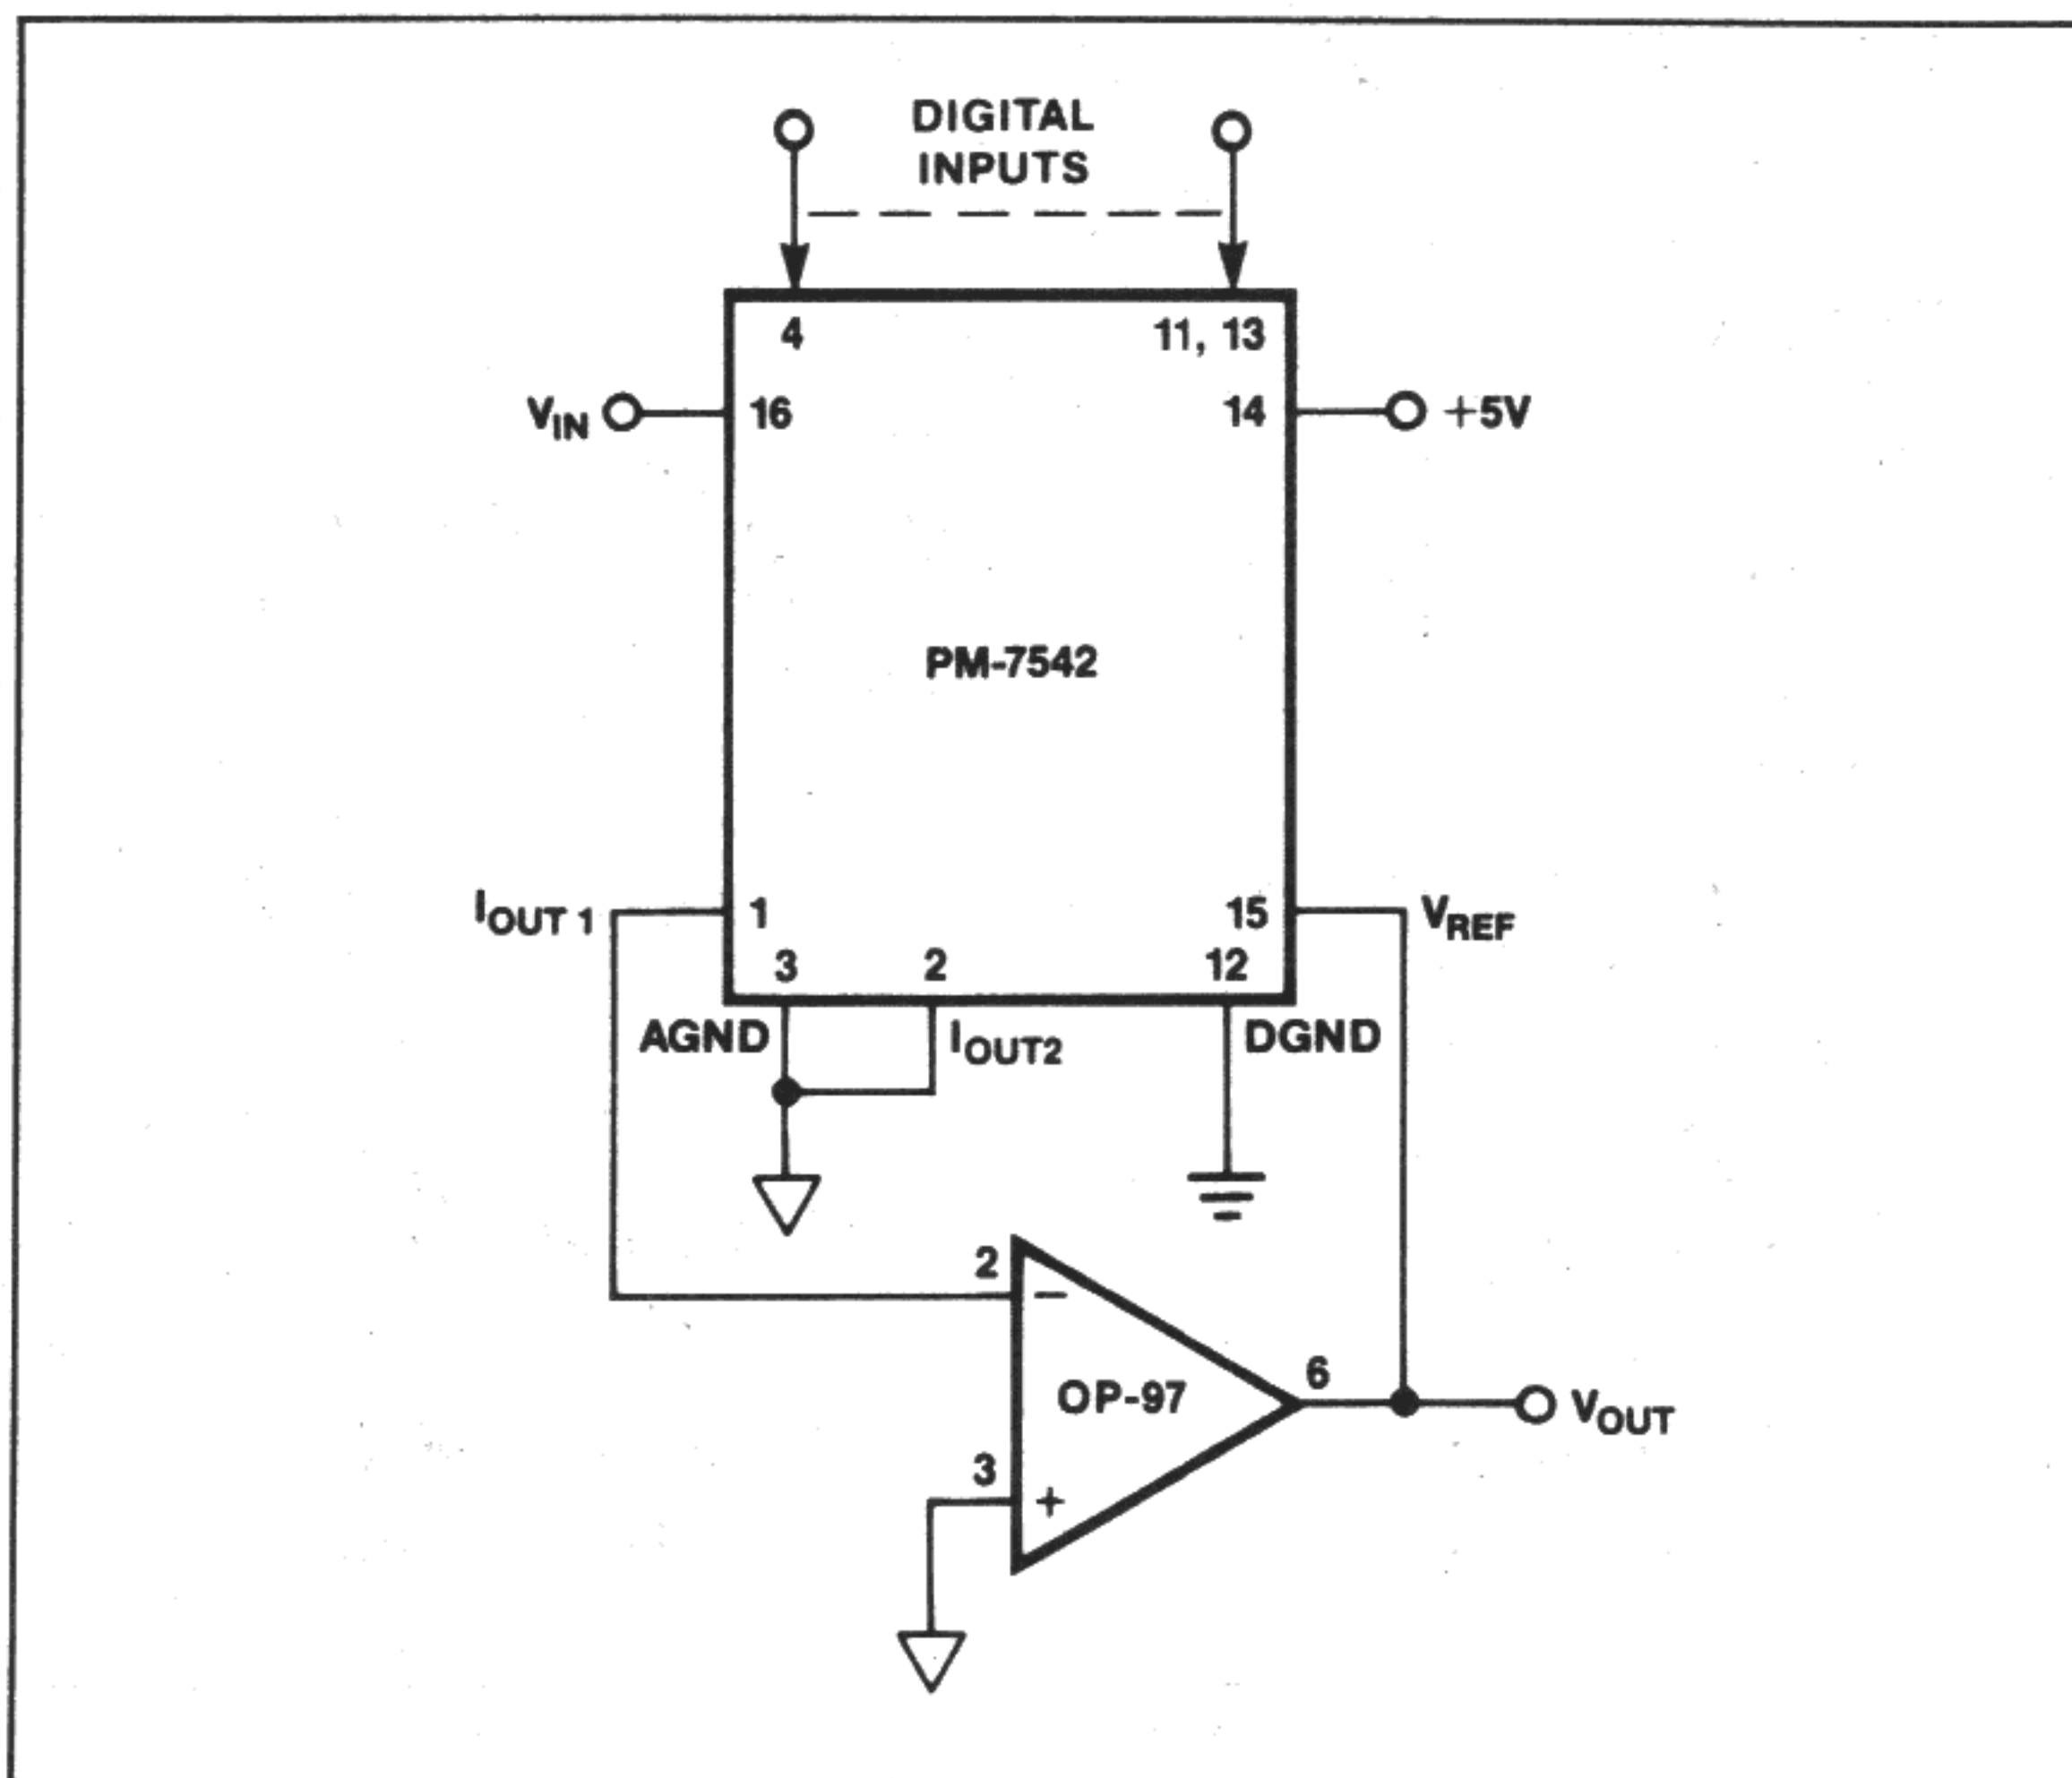 DIGITAL
INPUTS
4
11, 13
VIN
16
14
+5V
PM-7542
IOUT 1
1
15
VREF
3
2
12
AGND
IOUT2
DGND
2
−
OP-97
6
VOUT
3
+